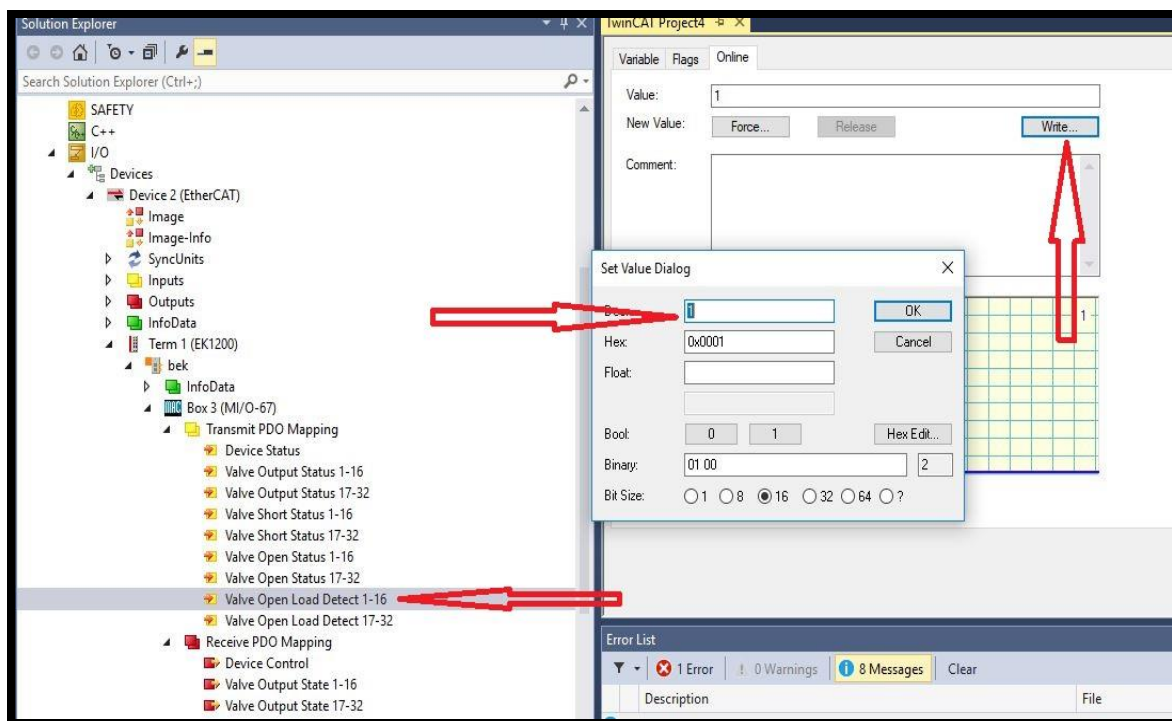 Solution Explorer
Search Solution Explorer (Ctrl+;)
SAFETY
C++
I/O
Devices
Device 2 (EtherCAT)
Image
Image-Info
SyncUnits
Inputs
Outputs
InfoData
Term 1 (EK1200)
bek
InfoData
Box 3 (MI/O-67)
Transmit PDO Mapping
Device Status
Valve Output Status 1-16
Valve Output Status 17-32
Valve Short Status 1-16
Valve Short Status 17-32
Valve Open Status 1-16
Valve Open Status 17-32
Valve Open Load Detect 1-16
Valve Open Load Detect 17-32
Receive PDO Mapping
Device Control
Valve Output State 1-16
Valve Output State 17-32
TwinCAT Project4
Variable Flags Online
Value: 1
New Value: Force... Release Write...
Comment:
1
Set Value Dialog
1 OK
Hex: 0x0001 Cancel
Float:
Bool: 0 1 Hex Edit...
Binary: 01 00 2
Bit Size: 1 8 16 32 64 ?
Error List
1 Error 0 Warnings 8 Messages Clear
Description File